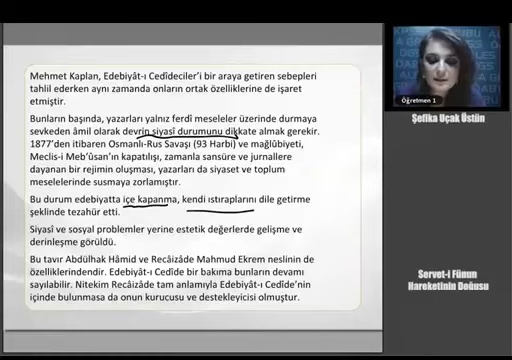 Mehmet Kaplan, Edebiyât-ı Cedîdeciler'i bir araya getiren sebepleri
tahlil ederken aynı zamanda onların ortak özelliklerine de işaret
etmiştir.
Bunların başında, yazarları yalnız ferdî meseleler üzerinde durmaya
sevkeden âmil olarak devrin siyasî durumunu dikkate almak gerekir.
1877'den itibaren Osmanlı-Rus Savaşı (93 Harbi) ve mağlûbiyeti,
Meclis-i Meb'ûsan'ın kapatılışı, zamanla sansüre ve jurnallere
dayanan bir rejimin oluşması, yazarları da siyaset ve toplum
meselelerinde susmaya zorlamıştır.
Bu durum edebiyatta içe kapanma, kendi ıstıraplarını dile getirme
şeklinde tezahür etti.
Siyasî ve sosyal problemler yerine estetik değerlerde gelişme ve
derinleşme görüldü.
Bu tavır Abdülhak Hâmid ve Recâizâde Mahmud Ekrem neslinin de
özelliklerindendir. Edebiyât-ı Cedîde bir bakıma bunların devamı
sayılabilir. Nitekim Recâizâde tam anlamıyla Edebiyât-ı Cedîde'nin
içinde bulunmasa da onun kurucusu ve destekleyicisi olmuştur.
Öğretmen 1
Şefika Uçak Üstün
Servet-i Fünun
Hareketinin Doğusu